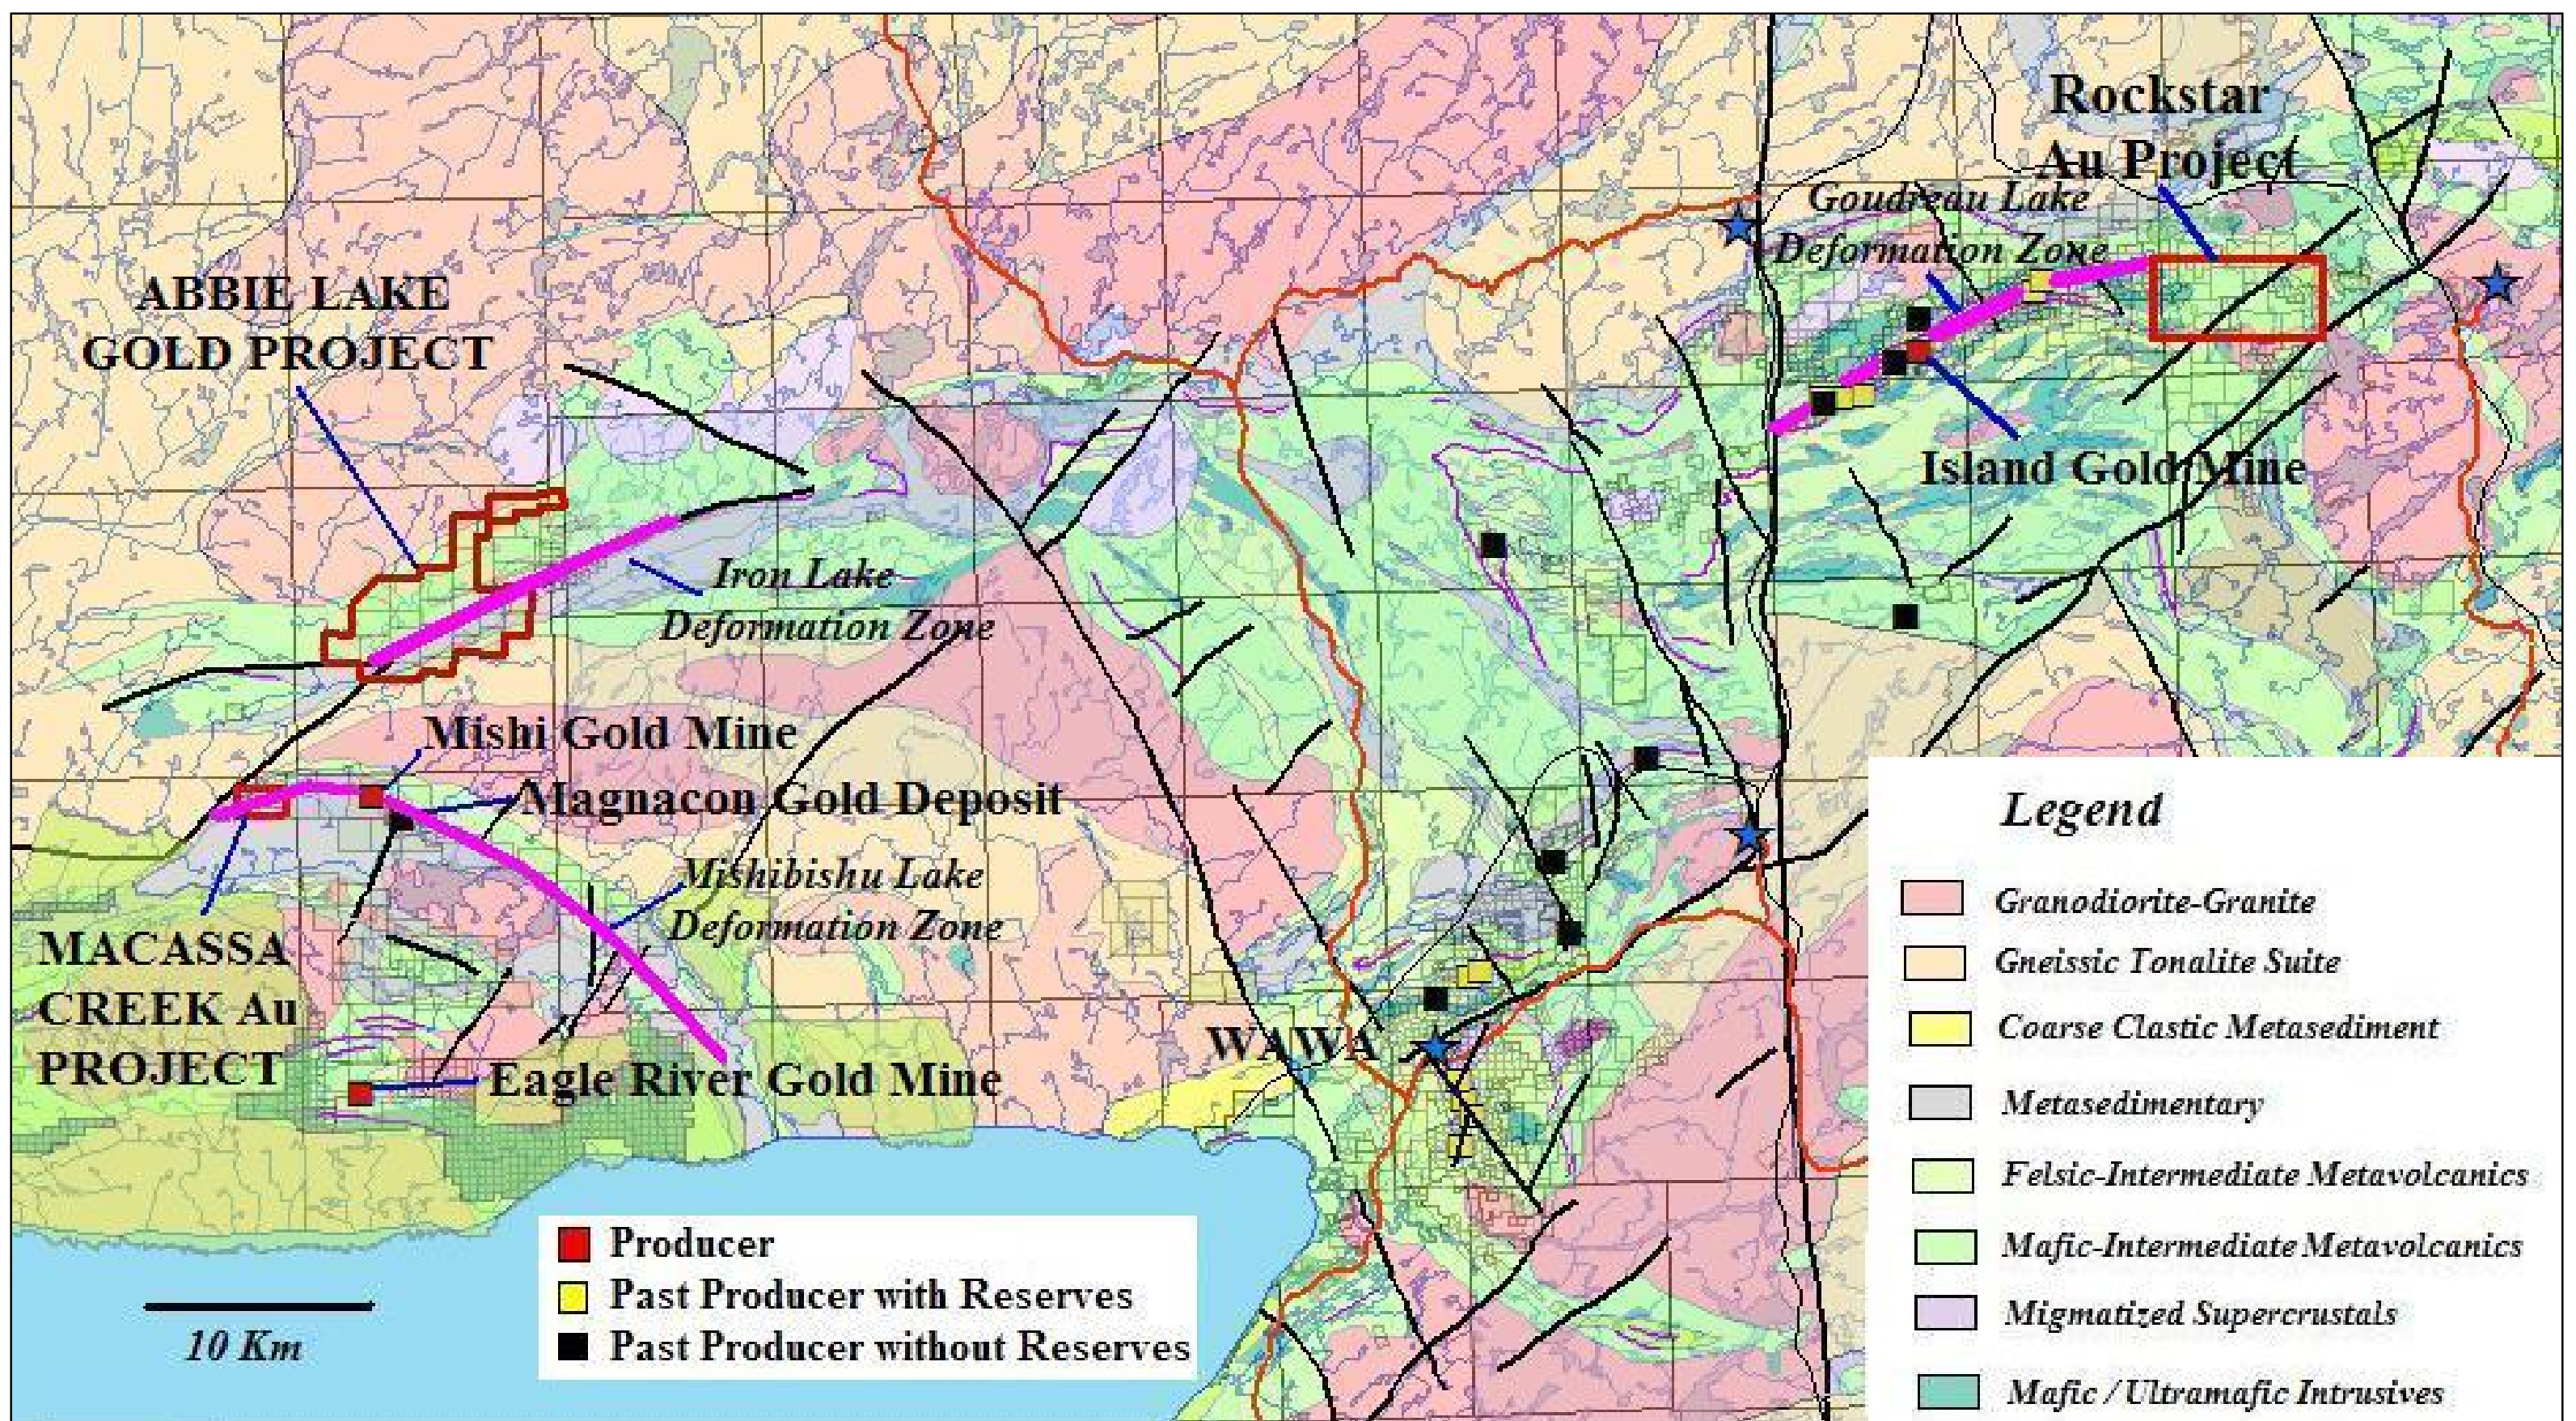 Rockstar
Au Project
Goudreau Lake
Deformation Zone
ABBIE LAKE
GOLD PROJECT
Island Gold Mine
Iron Lake
Deformation Zone
Mishi Gold Mine
Magnacon Gold Deposit
Mishibishu Lake
Deformation Zone
MACASSA
CREEK Au
PROJECT
WAWA
Eagle River Gold Mine
Legend
Granodiorite-Granite
Gneissic Tonalite Suite
Coarse Clastic Metasediment
Metasedimentary
Felsic-Intermediate Metavolcanics
Mafic-Intermediate Metavolcanics
Migmatized Supercrustals
Mafic / Ultramafic Intrusives
Producer
Past Producer with Reserves
Past Producer without Reserves
10 Km